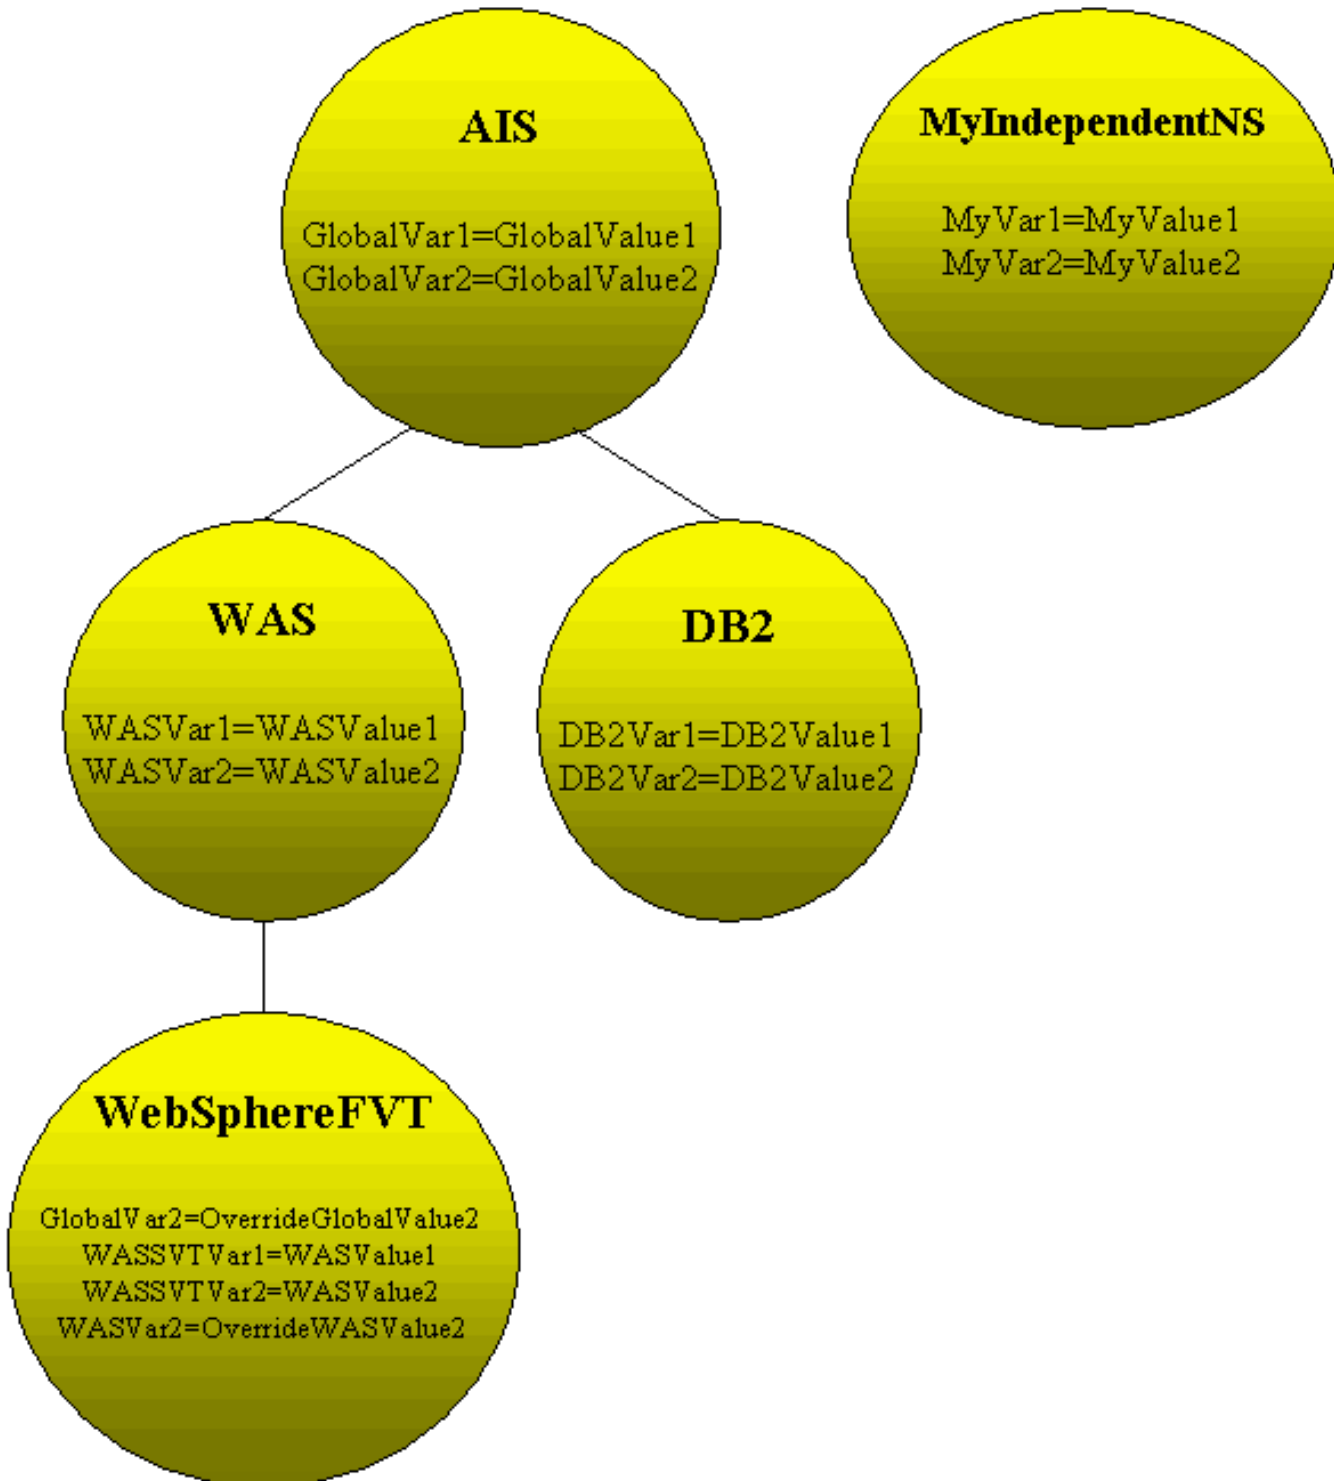 AIS
GlobalVar1=GlobalValue1
GlobalVar2=GlobalValue2
MyIndependentNS
MyVar1=MyValue1
MyVar2=MyValue2
WAS
WASVar1=WASValue1
WASVar2=WASValue2
DB2
DB2Var1=DB2Value1
DB2Var2=DB2Value2
WebSphereFVT
GlobalVar2=OverrideGlobalValue2
WASSVTVar1=WASValue1
WASSVTVar2=WASValue2
WASVar2=OverrideWASValue2